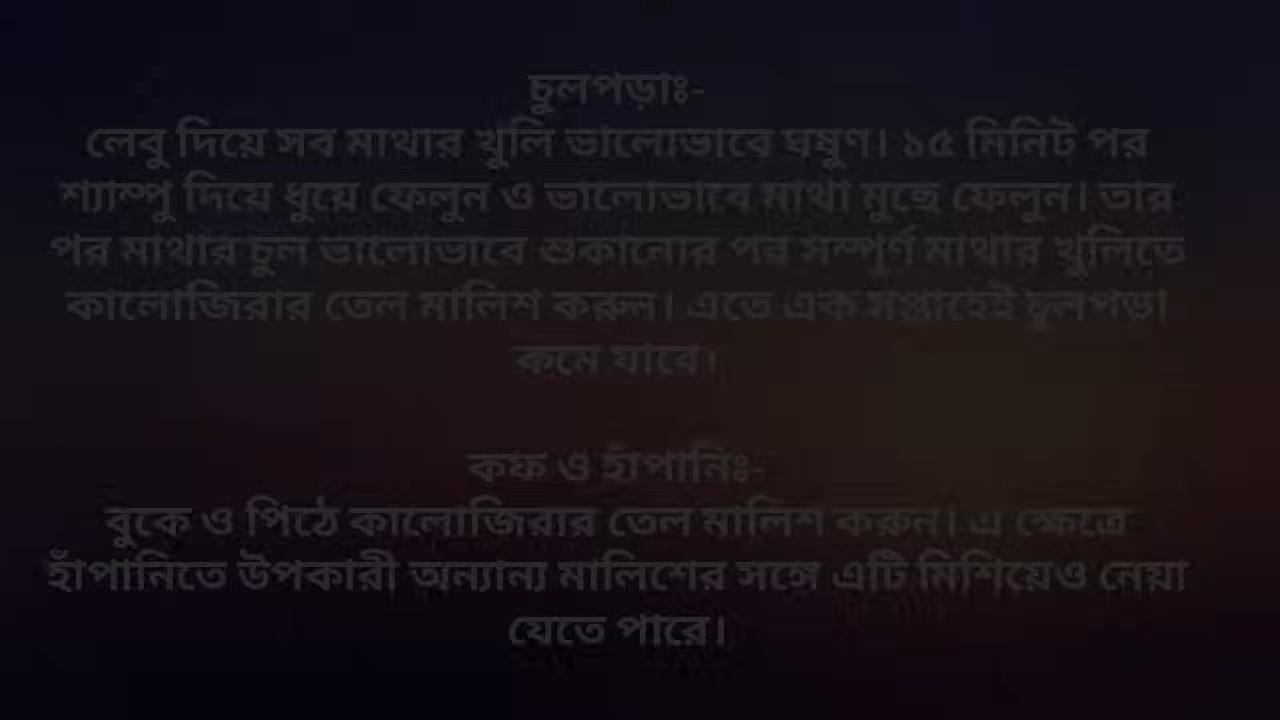 চুলপড়াঃ-
লেবু দিয়ে সব মাথার খুলি ভালোভাবে ঘষুণ। ১৫ মিনিট পর
শ্যাম্পু দিয়ে ধুয়ে ফেলুন ও ভালোভাবে মাথা মুছে ফেলুন। তার
পর মাথার চুল ভালোভাবে শুকানোর পর সম্পূর্ণ মাথার খুলিতে
কালোজিরার তেল মালিশ করুন। এতে এক সপ্তাহেই চুলপড়া
কমে যাবে।
কফ ও হাঁপানিঃ-
বুকে ও পিঠে কালোজিরার তেল মালিশ করুন। এ ক্ষেত্রে
হাঁপানিতে উপকারী অন্যান্য মালিশের সঙ্গে এটি মিশিয়েও নেয়া
যেতে পারে।